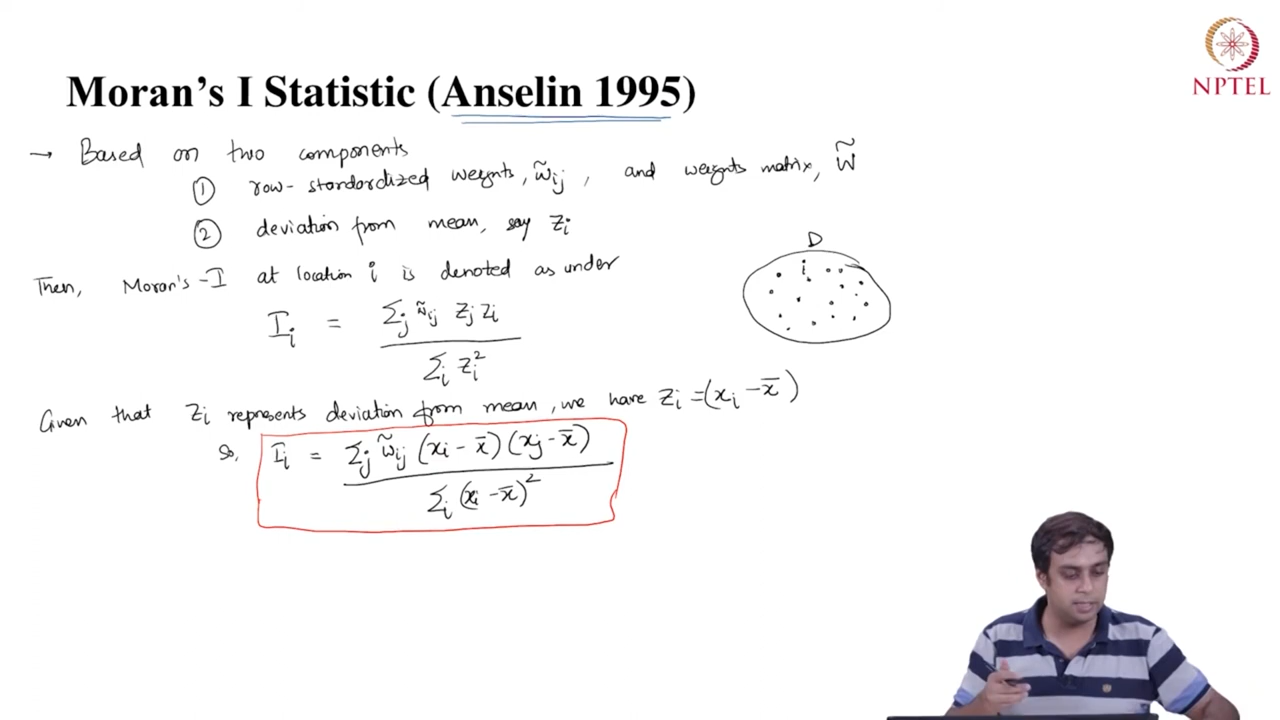 NPTEL
Moran's I Statistic (Anselin 1995)
→ Based on two components
① row-standardized weights, w̃ij, and weights matrix, W̃
② deviation from mean, say Zi
Then, Moran's-I at location i is denoted as under
D
i
Ii = Σj w̃ij Zj Zi / Σi Zi²
Given that Zi represents deviation from mean, we have Zi = (xi - x̄)
So, Ii = Σj w̃ij (xi - x̄) (xj - x̄) / Σi (xi - x̄)²